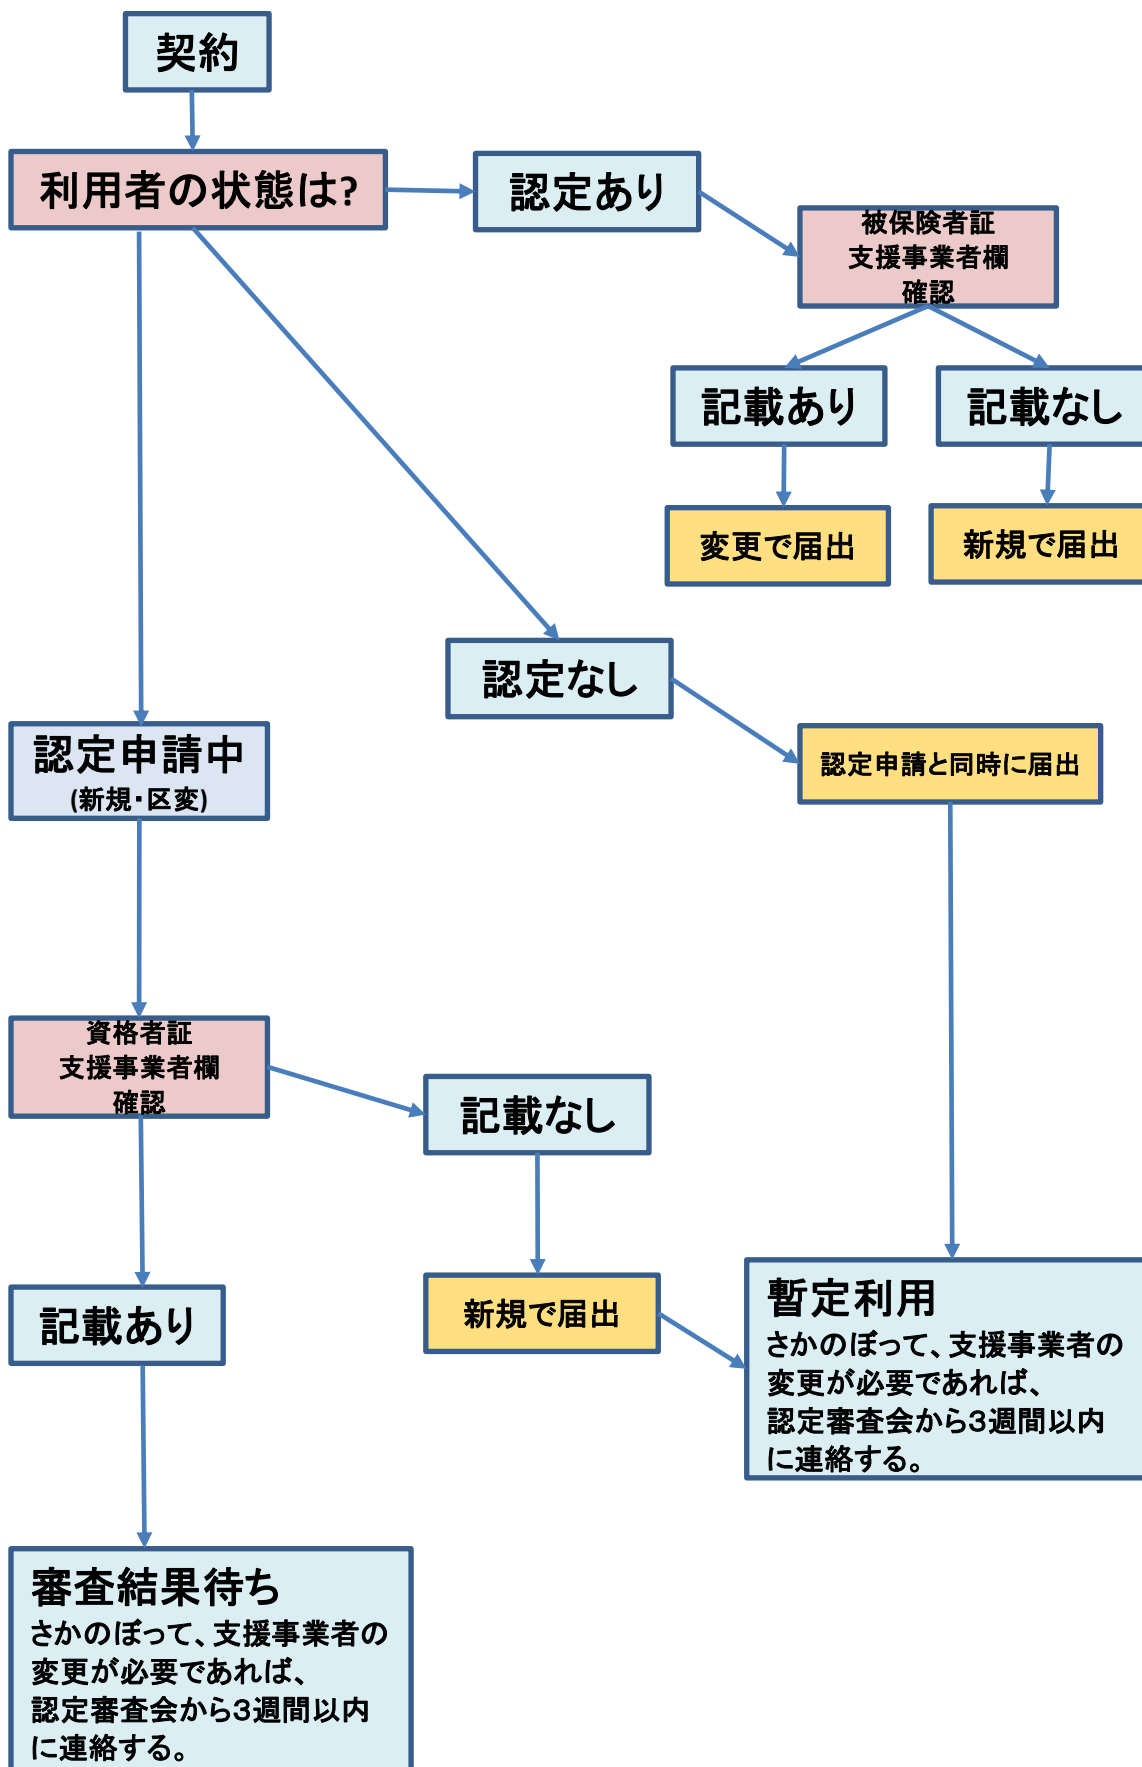 契約
利用者の状態は?
認定あり
被保険者証
支援事業者欄
確認
記載あり
記載なし
変更で届出
新規で届出
認定なし
認定申請と同時に届出
認定申請中
(新規・区変)
資格者証
支援事業者欄
確認
記載なし
新規で届出
記載あり
暫定利用
さかのぼって、支援事業者の
変更が必要であれば、
認定審査会から3週間以内
に連絡する。
審査結果待ち
さかのぼって、支援事業者の
変更が必要であれば、
認定審査会から3週間以内
に連絡する。